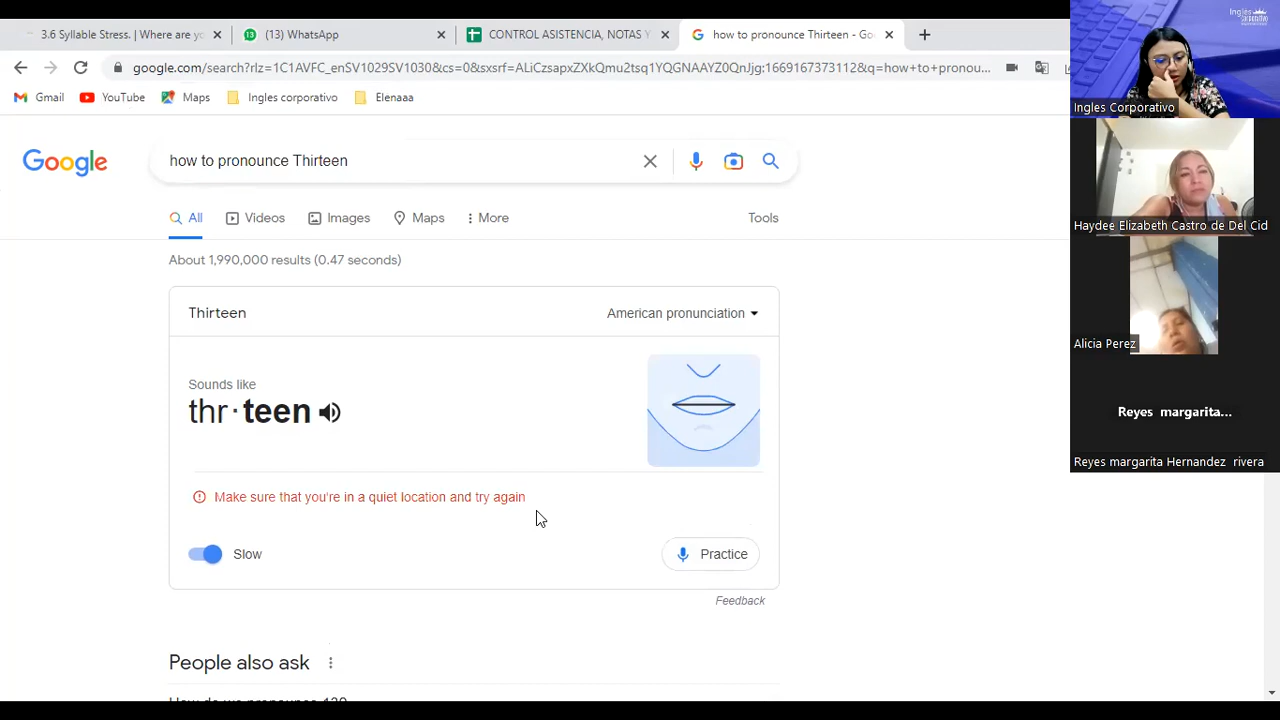 3.6 Syllable Stress. | Where are yo
(13) WhatsApp
CONTROL ASISTENCIA, NOTAS Y
how to pronounce Thirteen - Go
google.com/search?rlz=1C1AVFC_enSV1029SV1030&cs=0&sxsrf=ALiCzsapxZXkQmu2tsq1YQGNAAYZ0QnJjg:1669167373112&q=how+to+pronou...
Gmail
YouTube
Maps
Ingles corporativo
Elenaaa
Google
how to pronounce Thirteen
All
Videos
Images
Maps
More
Tools
About 1,990,000 results (0.47 seconds)
Thirteen
American pronunciation
Sounds like
thr·teen
Make sure that you're in a quiet location and try again
Slow
Practice
Feedback
People also ask
Ingles
corporativo
Ingles Corporativo
Haydee Elizabeth Castro de Del Cid
Alicia Perez
Reyes margarita...
Reyes margarita Hernandez rivera